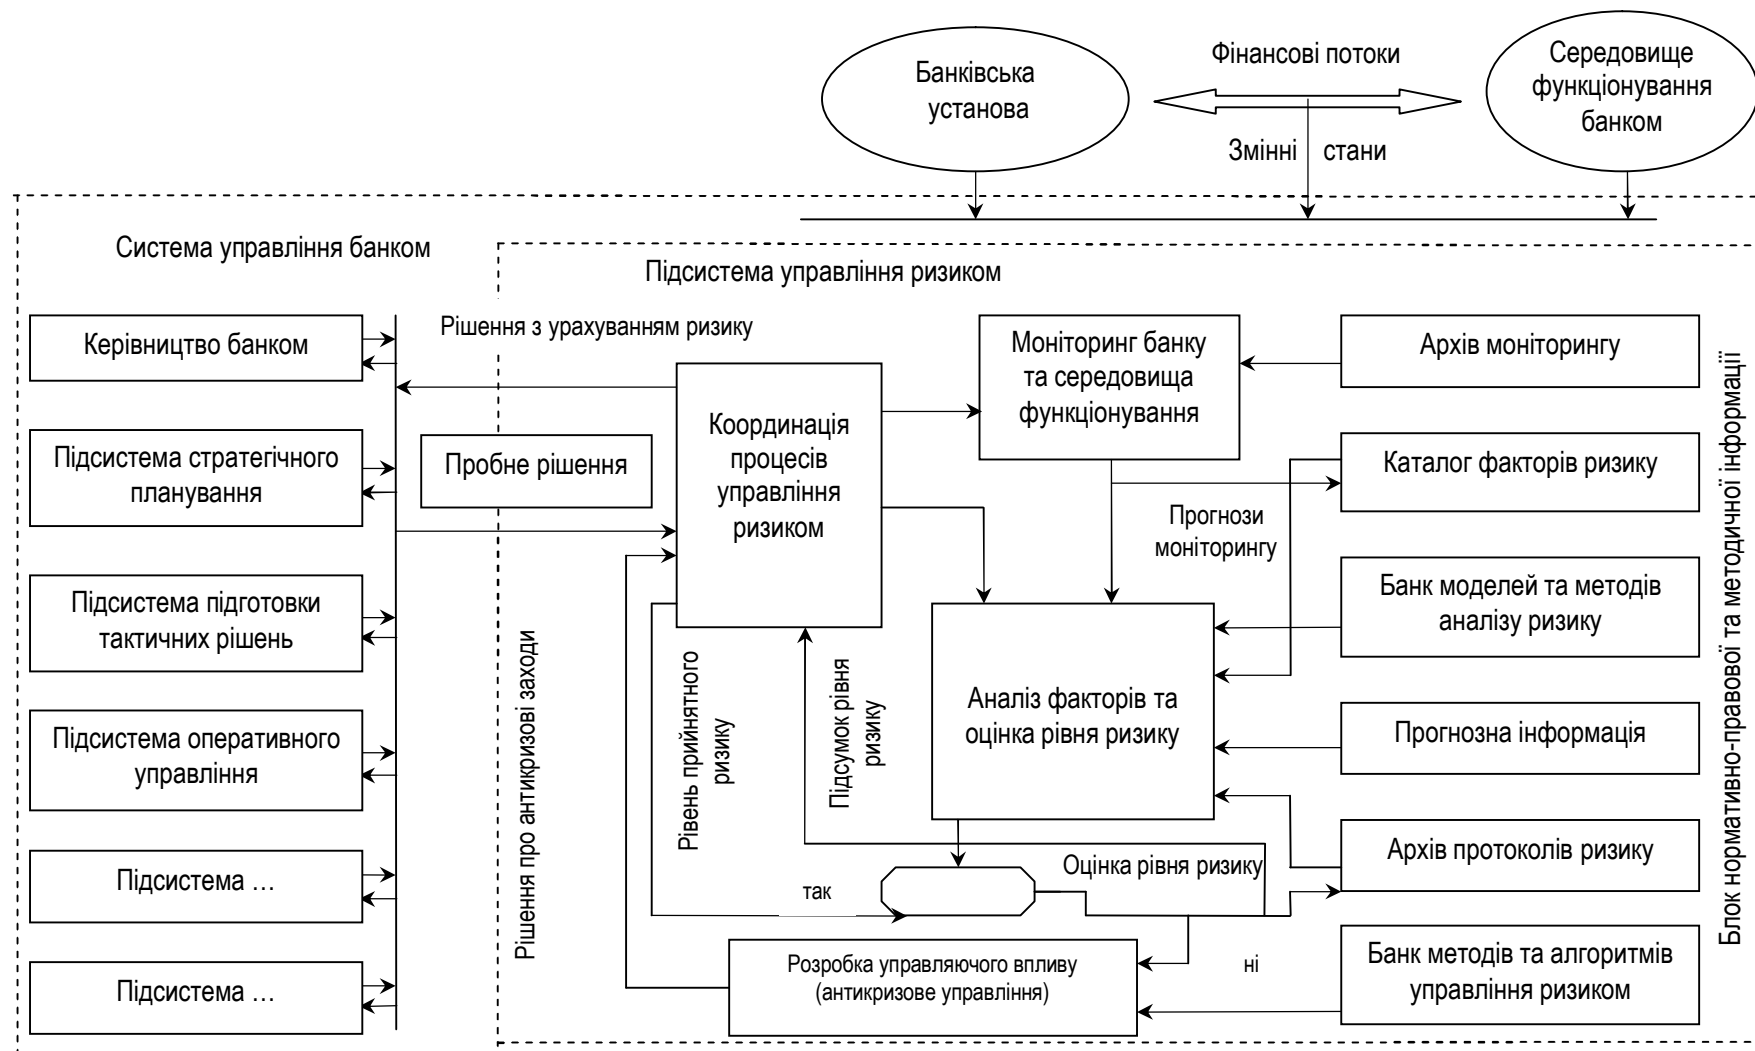 Банківська
установа
Фінансові потоки
Середовище
функціонування
банком
Змінні стани
Система управління банком
Підсистема управління ризиком
Керівництво банком
Підсистема стратегічного
планування
Підсистема підготовки
тактичних рішень
Підсистема оперативного
управління
Підсистема …
Підсистема …
Рішення з урахуванням ризику
Пробне рішення
Координація
процесів
управління
ризиком
Моніторинг банку
та середовища
функціонування
Прогнози
моніторингу
Аналіз факторів та
оцінка рівня ризику
Рішення про антикризові заходи
Рівень прийнятного
ризику
Підсумок рівня
ризику
так
Оцінка рівня ризику
ні
Розробка управляючого впливу
(антикризове управління)
Архів моніторингу
Каталог факторів ризику
Банк моделей та методів
аналізу ризику
Прогнозна інформація
Архів протоколів ризику
Банк методів та алгоритмів
управління ризиком
Блок нормативно-правової та методичної інформації